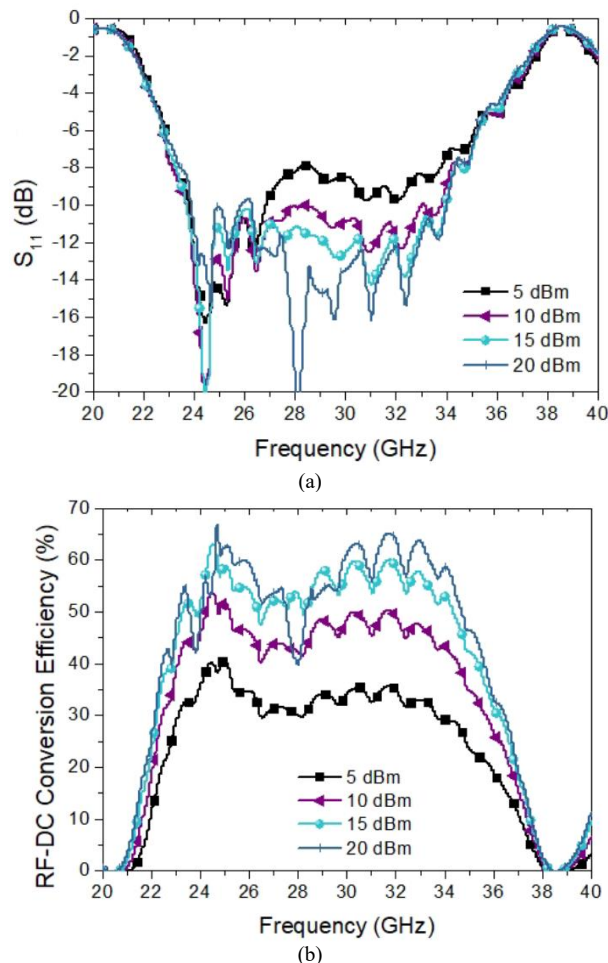 0
-2
-4
-6
-8
-10
-12
-14
-16
-18
-20
S11 (dB)
5 dBm
10 dBm
15 dBm
20 dBm
20 22 24 26 28 30 32 34 36 38 40
Frequency (GHz)
(a)
70
60
50
40
30
20
10
0
RF-DC Conversion Efficiency (%)
5 dBm
10 dBm
15 dBm
20 dBm
20 22 24 26 28 30 32 34 36 38 40
Frequency (GHz)
(b)